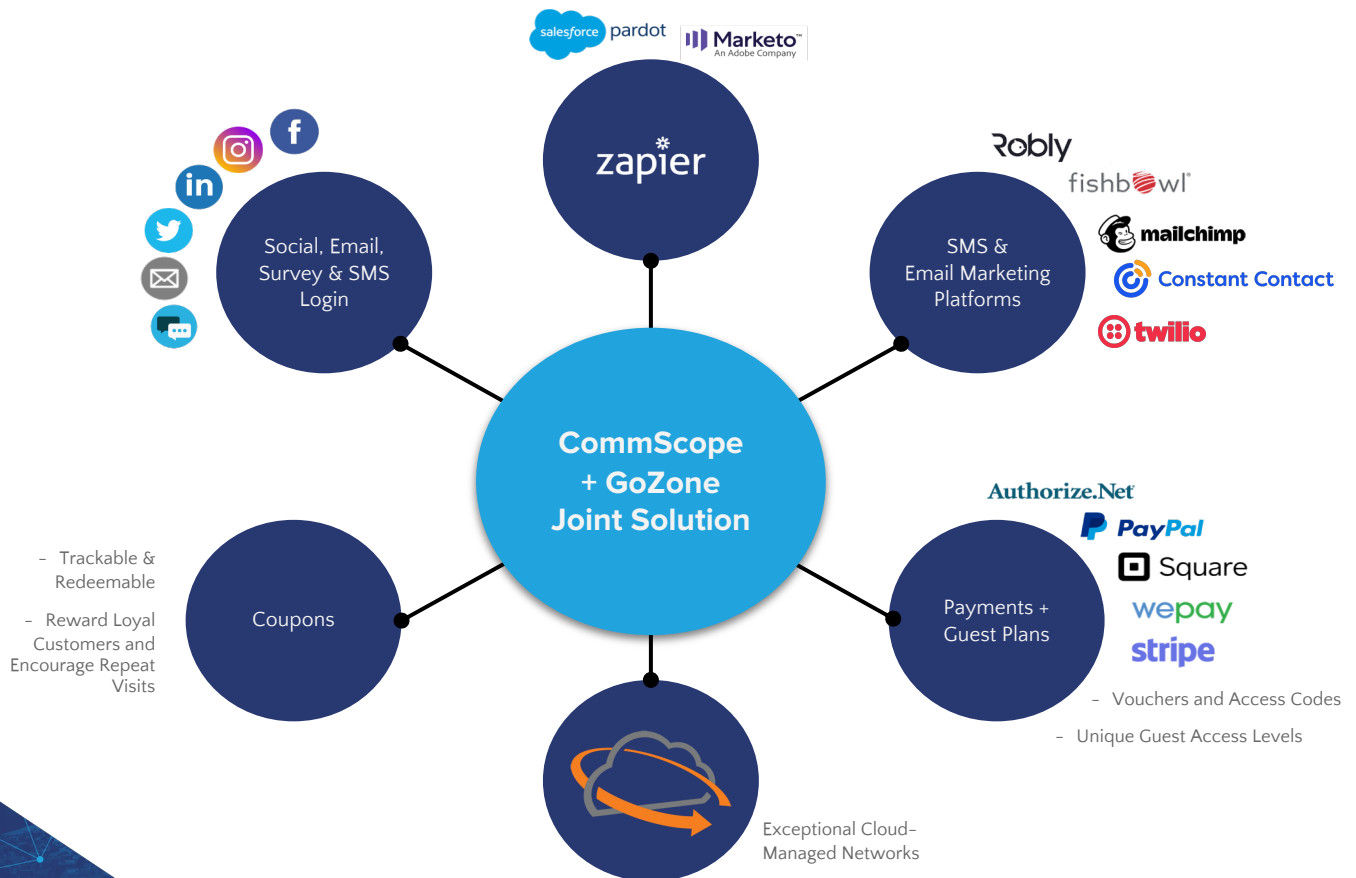 salesforce pardot
Marketo™
An Adobe Company
zapier
f
in
Social, Email,
Survey & SMS
Login
Robly
fishbowl®
mailchimp
Constant Contact
twilio
SMS &
Email Marketing
Platforms
CommScope
+ GoZone
Joint Solution
Authorize.Net
PayPal
Square
wepay
stripe
Payments +
Guest Plans
- Vouchers and Access Codes
- Unique Guest Access Levels
- Trackable &
Redeemable
- Reward Loyal
Customers and
Encourage Repeat
Visits
Coupons
Exceptional Cloud-
Managed Networks